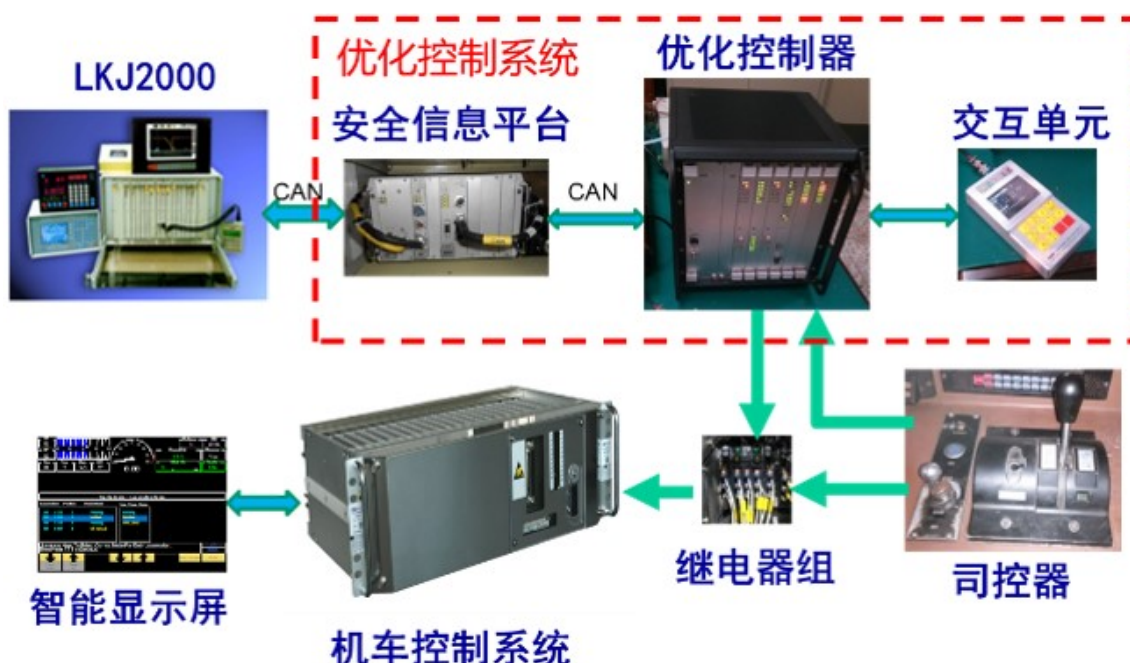 优化控制系统
优化控制器
LKJ2000
安全信息平台
交互单元
CAN
CAN
继电器组
司控器
智能显示屏
机车控制系统